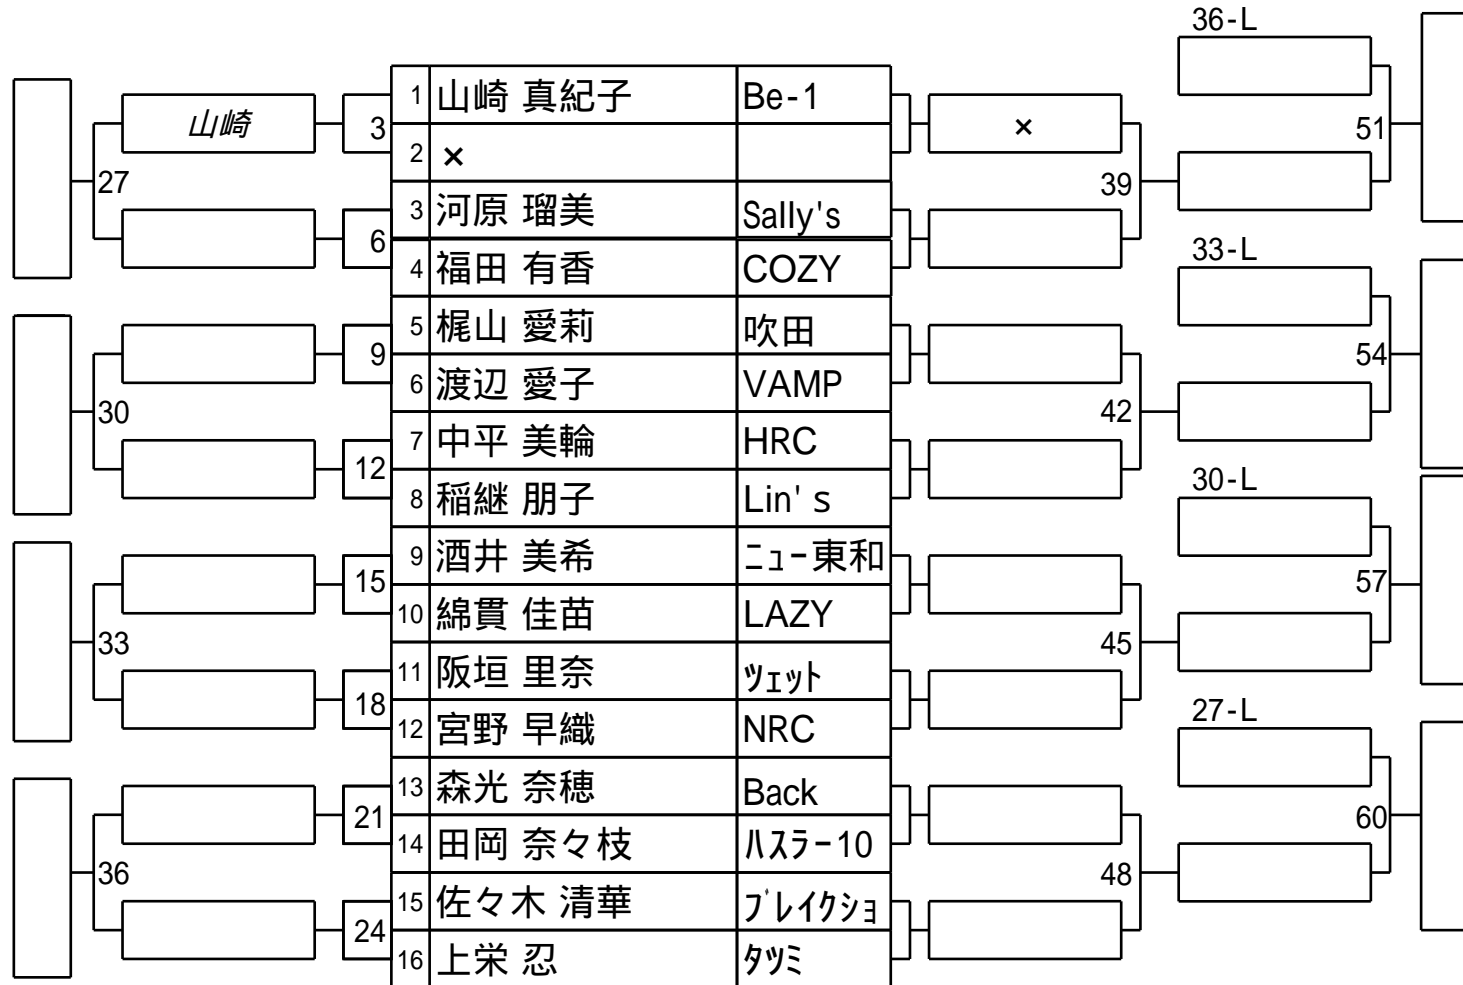 36-L
1 山崎 真紀子 Be-1
山崎 3 × 51
2 ×
27 39
3 河原 瑠美 Sally's
6
33-L
4 福田 有香 COZY
5 梶山 愛莉 吹田
9 54
6 渡辺 愛子 VAMP
30 42
7 中平 美輪 HRC
12
30-L
8 稲継 朋子 Lin's
9 酒井 美希 ニュー東和
15 57
10 綿貫 佳苗 LAZY
33 45
11 阪垣 里奈 ツェット
18
27-L
12 宮野 早織 NRC
13 森光 奈穂 Back
21 60
14 田岡 奈々枝 ハスラー10
36 48
15 佐々木 清華 ブレイクショ
24
16 上栄 忍 タツミ